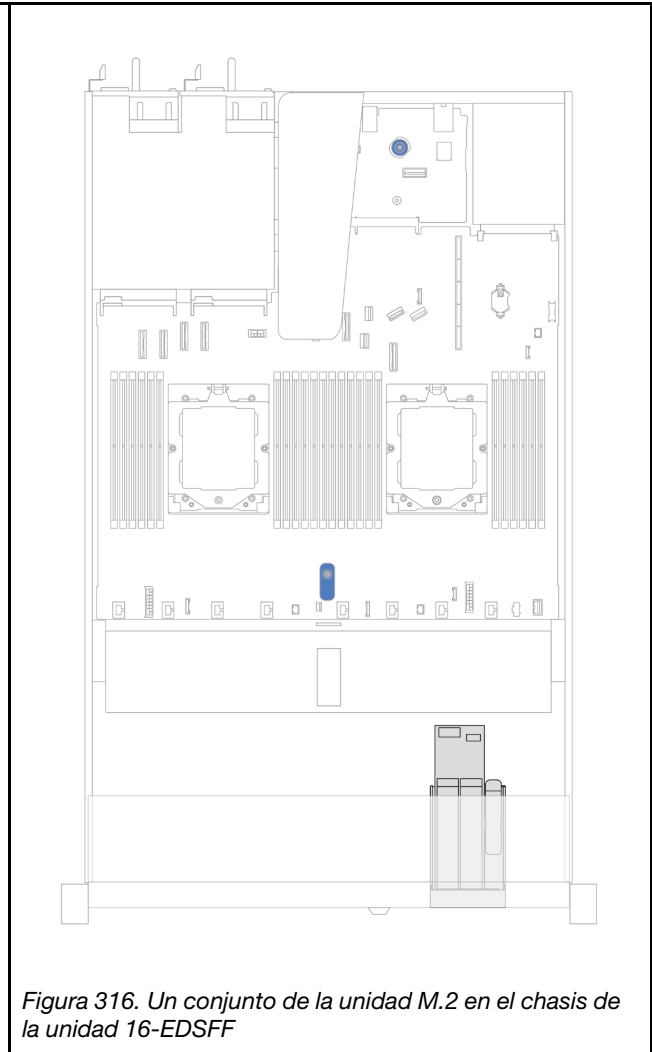 Figura 316. Un conjunto de la unidad M.2 en el chasis de
la unidad 16-EDSFF